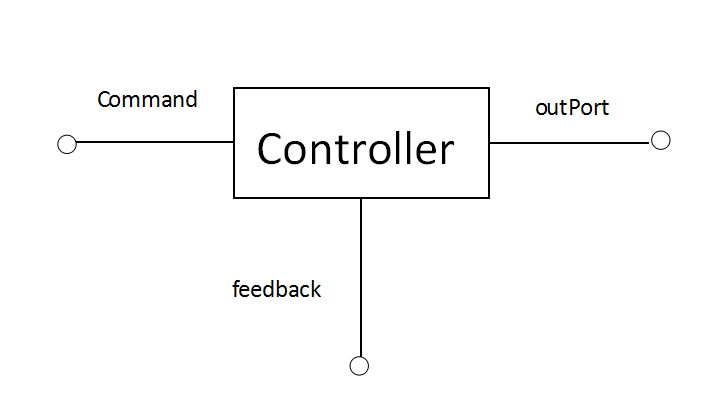 Command
outPort
Controller
feedback